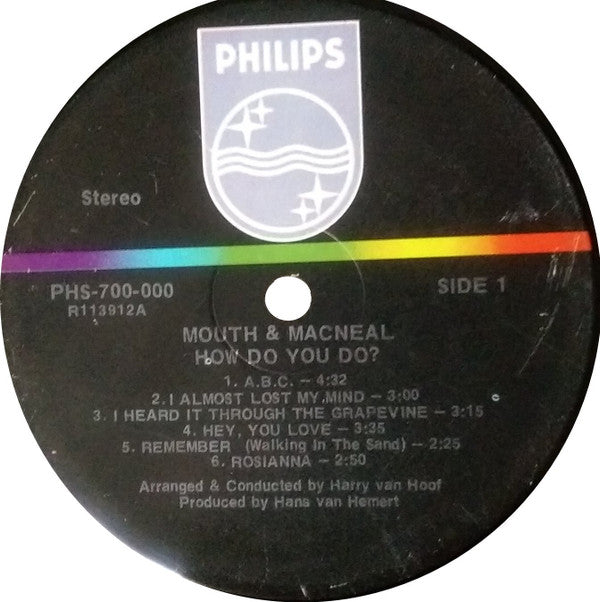 PHILIPS
Stereo
PHS-700-000
R113912A
SIDE 1
MOUTH & MACNEAL
HOW DO YOU DO?
1. A.B.C. – 4:32
2. I ALMOST LOST MY MIND – 3:00
3. I HEARD IT THROUGH THE GRAPEVINE – 3:15
4. HEY, YOU LOVE – 3:35
5. REMEMBER (Walking In The Sand) – 2:25
6. ROSIANNA – 2:50
Arranged & Conducted by Harry van Hoof
Produced by Hans van Hemert